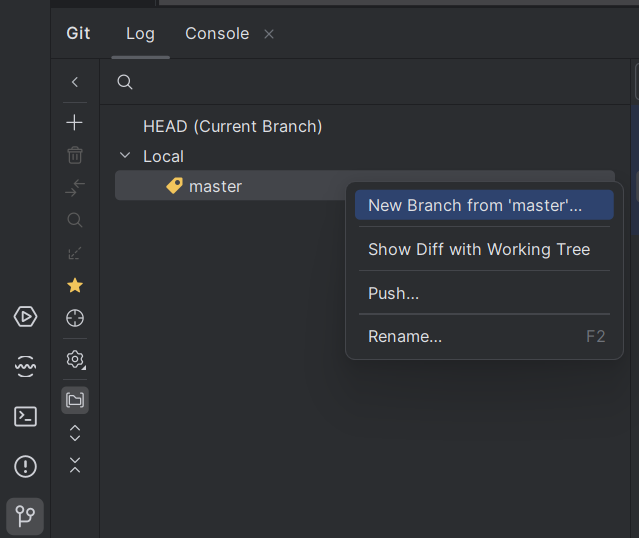 Git Log Console
HEAD (Current Branch)
Local
master
New Branch from 'master'...
Show Diff with Working Tree
Push...
Rename... F2